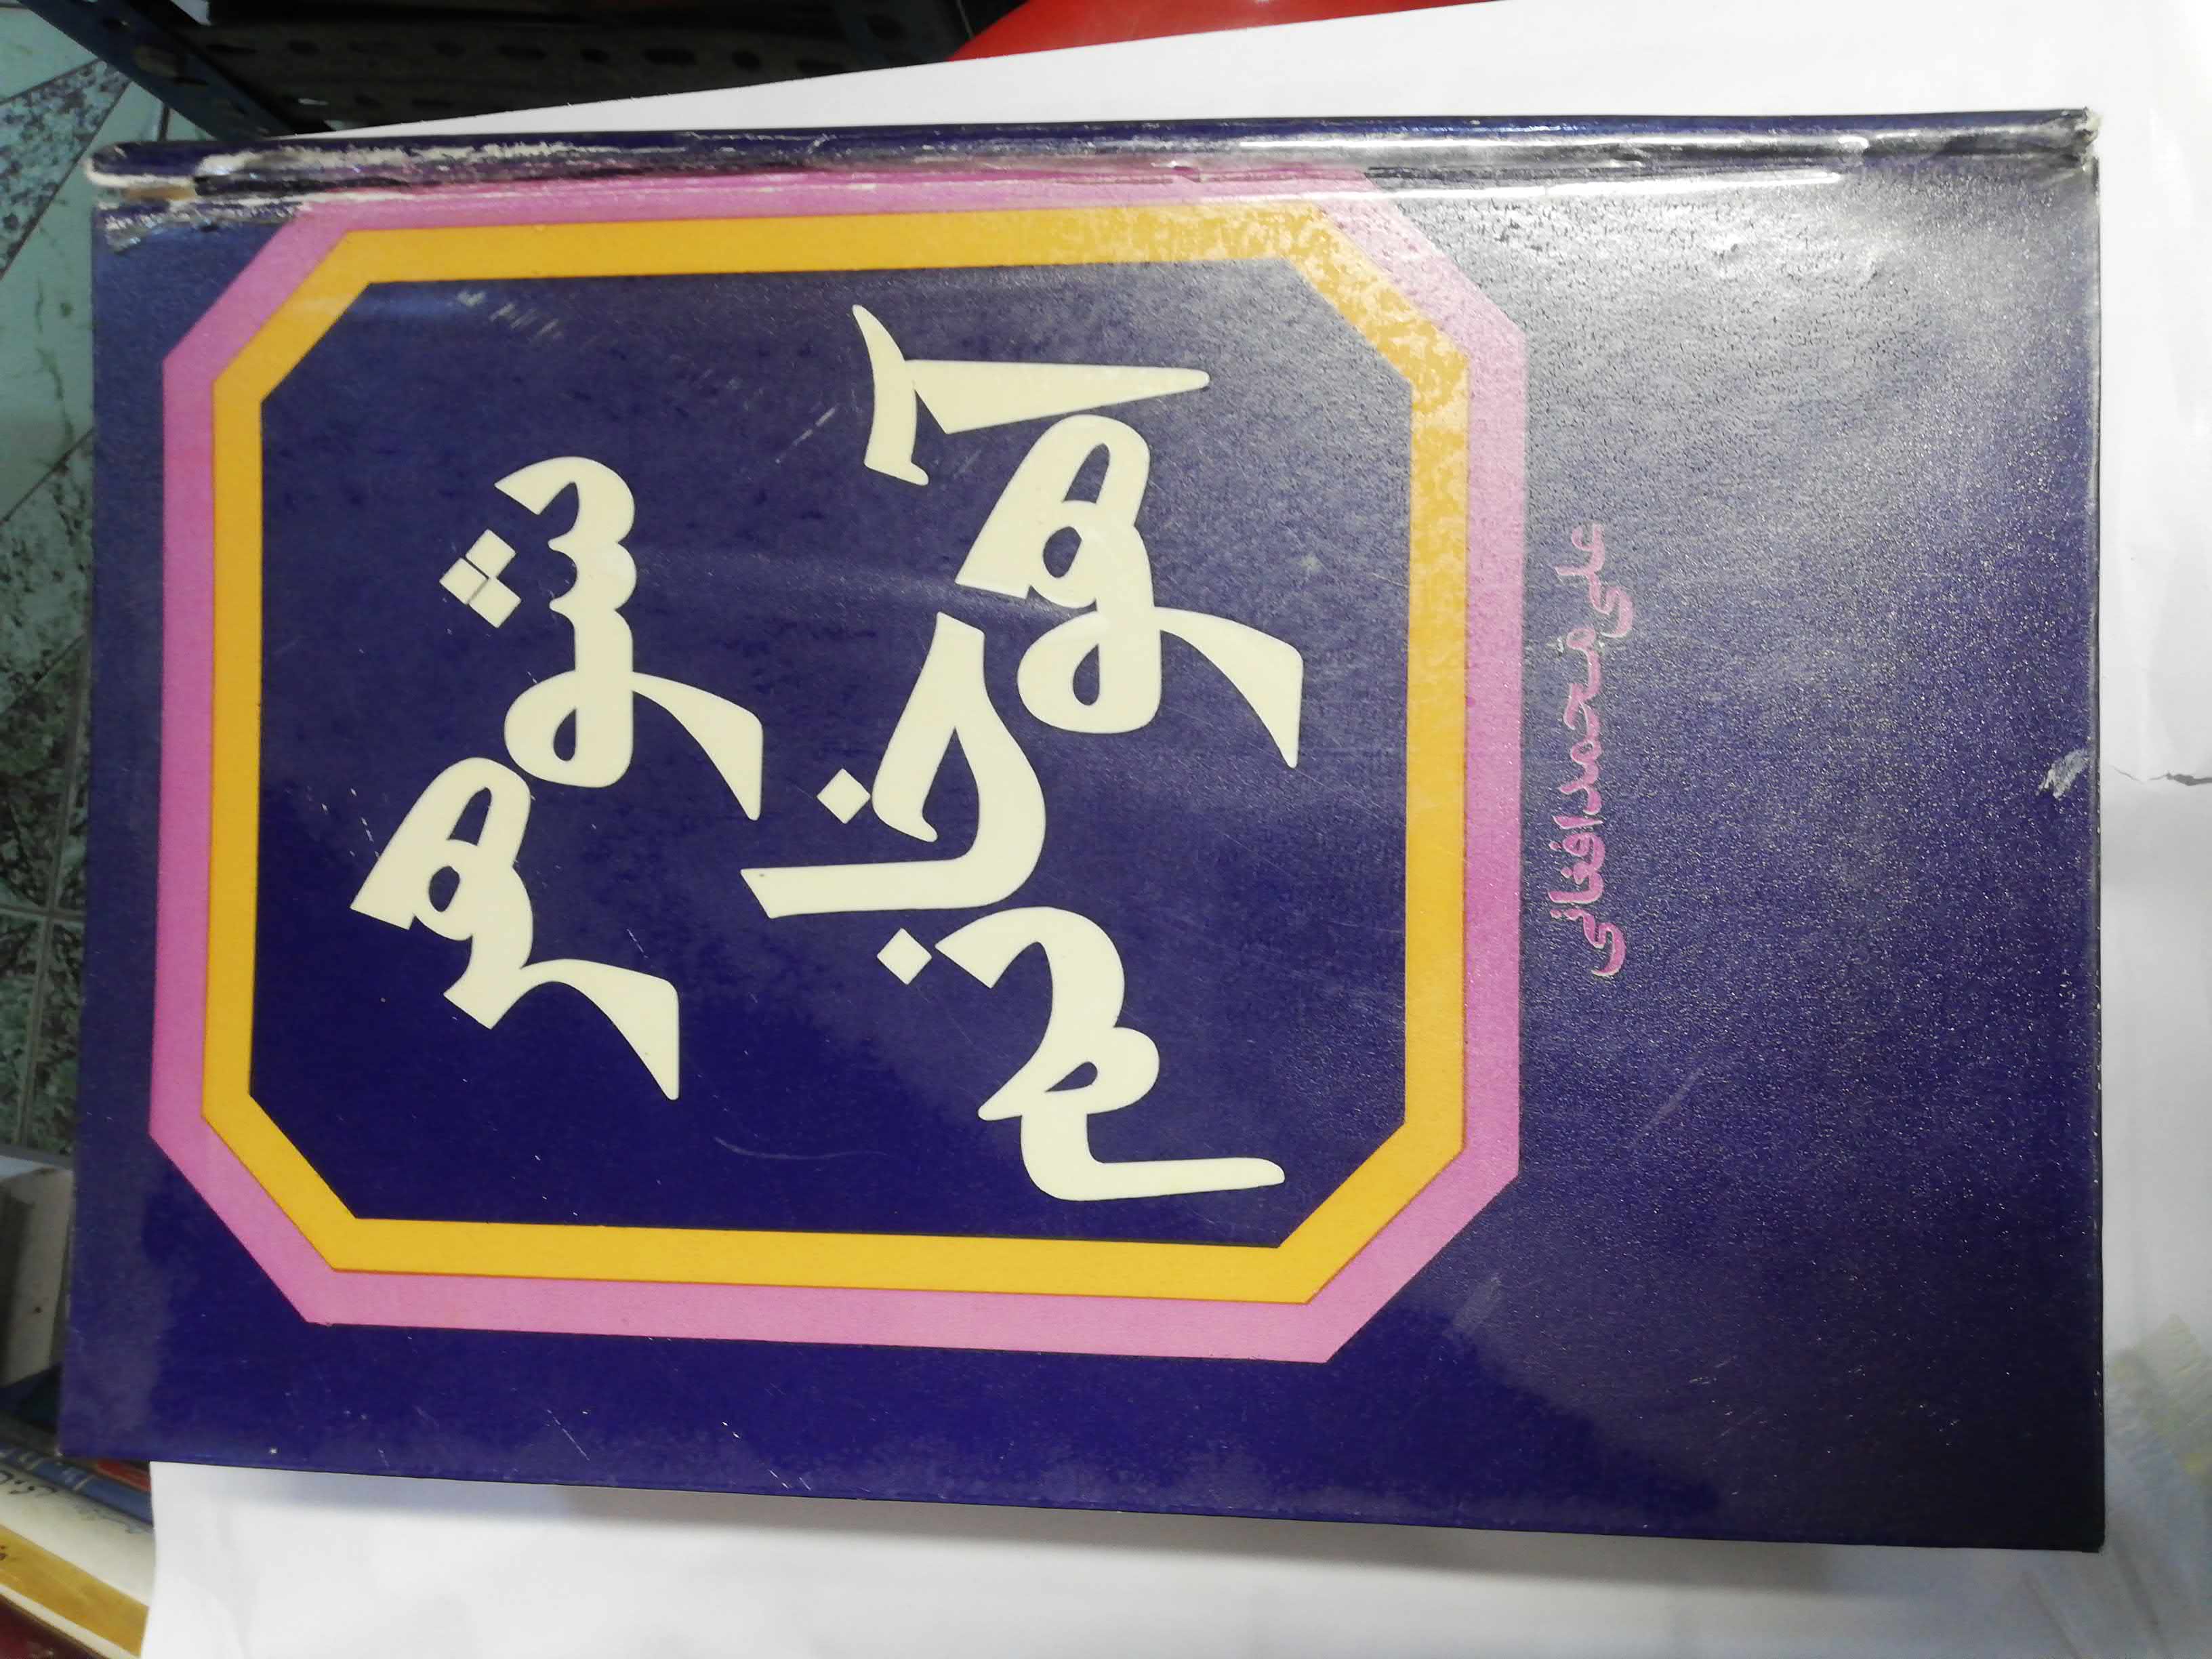 شوهر
آهو خانم
علی محمد افغانی